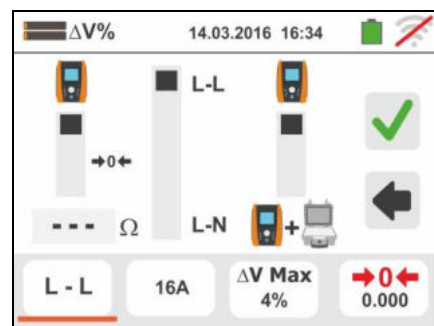 ΔV% 14.03.2016 16:34
L-L
➔0←
- - - Ω L-N +
L - L 16A ΔV Max 4% ➔0← 0.000